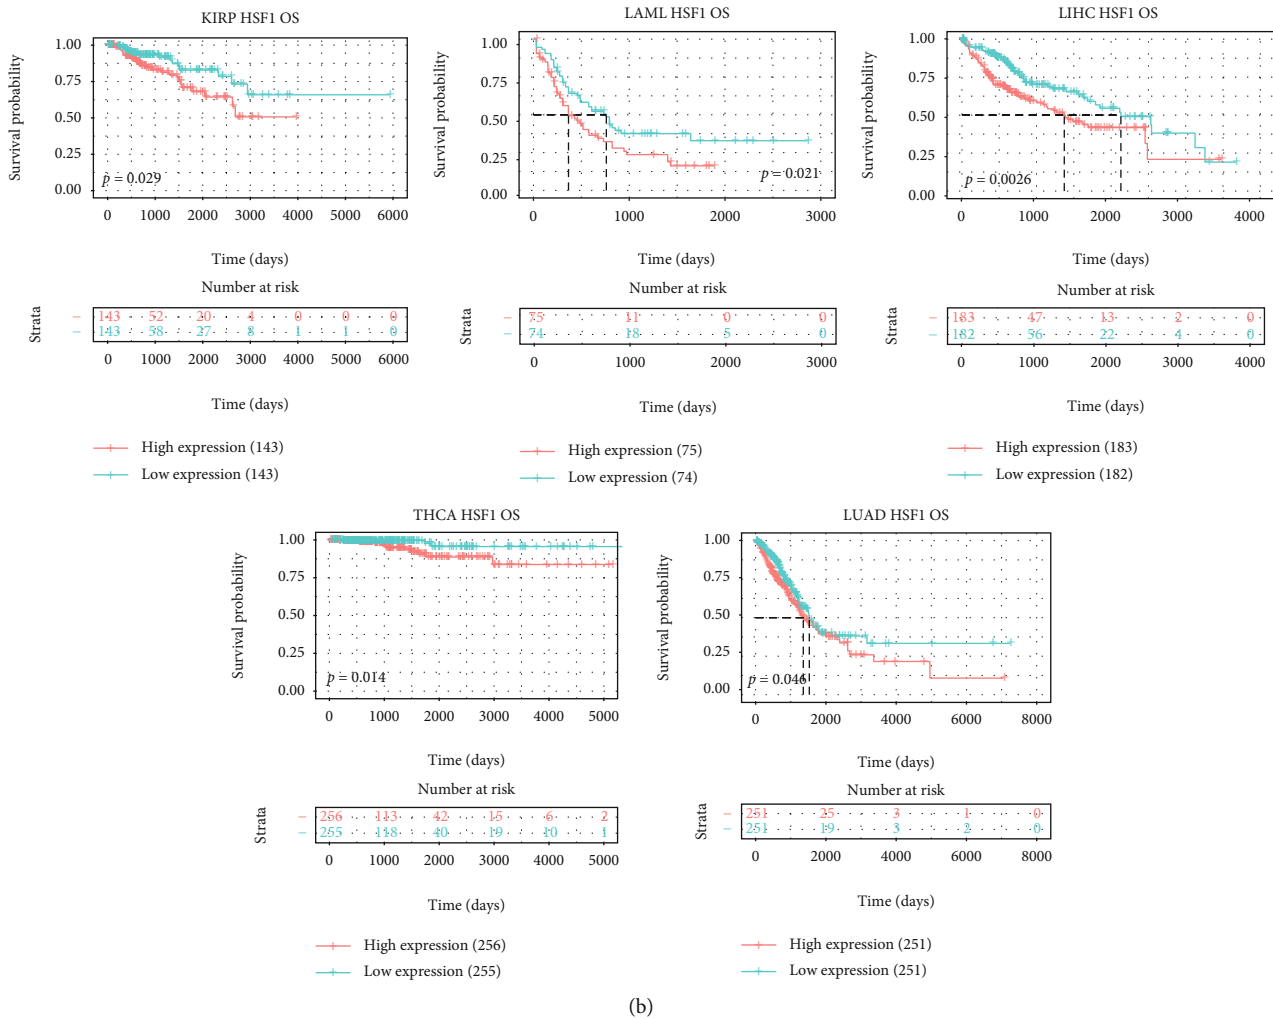 KIRP HSF1 OS
Survival probability
1.00
0.75
0.50
0.25
0.00
p = 0.029
0 1000 2000 3000 4000 5000 6000
Time (days)
Number at risk
Strata
– 143 52 20 4 0 0 0
– 143 58 27 8 1 1 0
0 1000 2000 3000 4000 5000 6000
Time (days)
High expression (143)
Low expression (143)
LAML HSF1 OS
Survival probability
1.00
0.75
0.50
0.25
0.00
p = 0.021
0 1000 2000 3000
Time (days)
Number at risk
Strata
– 75 11 0 0
– 74 18 5 0
0 1000 2000 3000
Time (days)
High expression (75)
Low expression (74)
LIHC HSF1 OS
Survival probability
1.00
0.75
0.50
0.25
0.00
p = 0.0026
0 1000 2000 3000 4000
Time (days)
Number at risk
Strata
– 183 47 13 2 0
– 182 56 22 4 0
0 1000 2000 3000 4000
Time (days)
High expression (183)
Low expression (182)
THCA HSF1 OS
Survival probability
1.00
0.75
0.50
0.25
0.00
p = 0.014
0 1000 2000 3000 4000 5000
Time (days)
Number at risk
Strata
– 256 113 42 15 6 2
– 255 118 40 19 10 1
0 1000 2000 3000 4000 5000
Time (days)
High expression (256)
Low expression (255)
LUAD HSF1 OS
Survival probability
1.00
0.75
0.50
0.25
0.00
p = 0.046
0 2000 4000 6000 8000
Time (days)
Number at risk
Strata
– 251 25 3 1 0
– 251 19 3 2 0
0 2000 4000 6000 8000
Time (days)
High expression (251)
Low expression (251)
(b)